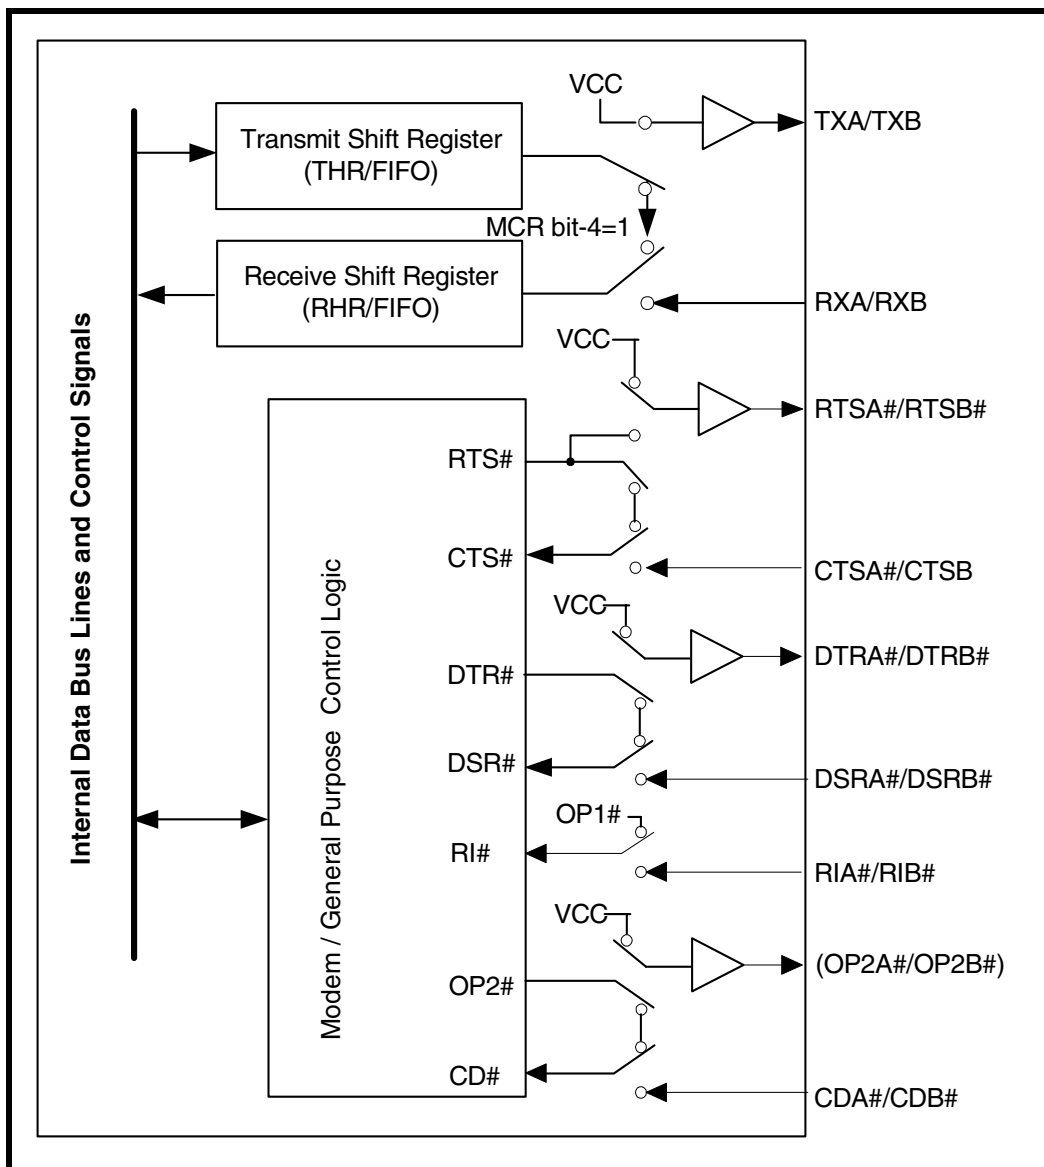 VCC
TXA/TXB
Transmit Shift Register
(THR/FIFO)
MCR bit-4=1
Receive Shift Register
(RHR/FIFO)
RXA/RXB
VCC
RTSA#/RTSB#
RTS#
CTS#
CTSA#/CTSB
VCC
DTRA#/DTRB#
DTR#
DSR#
DSRA#/DSRB#
OP1#
RI#
RIA#/RIB#
VCC
(OP2A#/OP2B#)
OP2#
CD#
CDA#/CDB#
Internal Data Bus Lines and Control Signals
Modem / General Purpose Control Logic